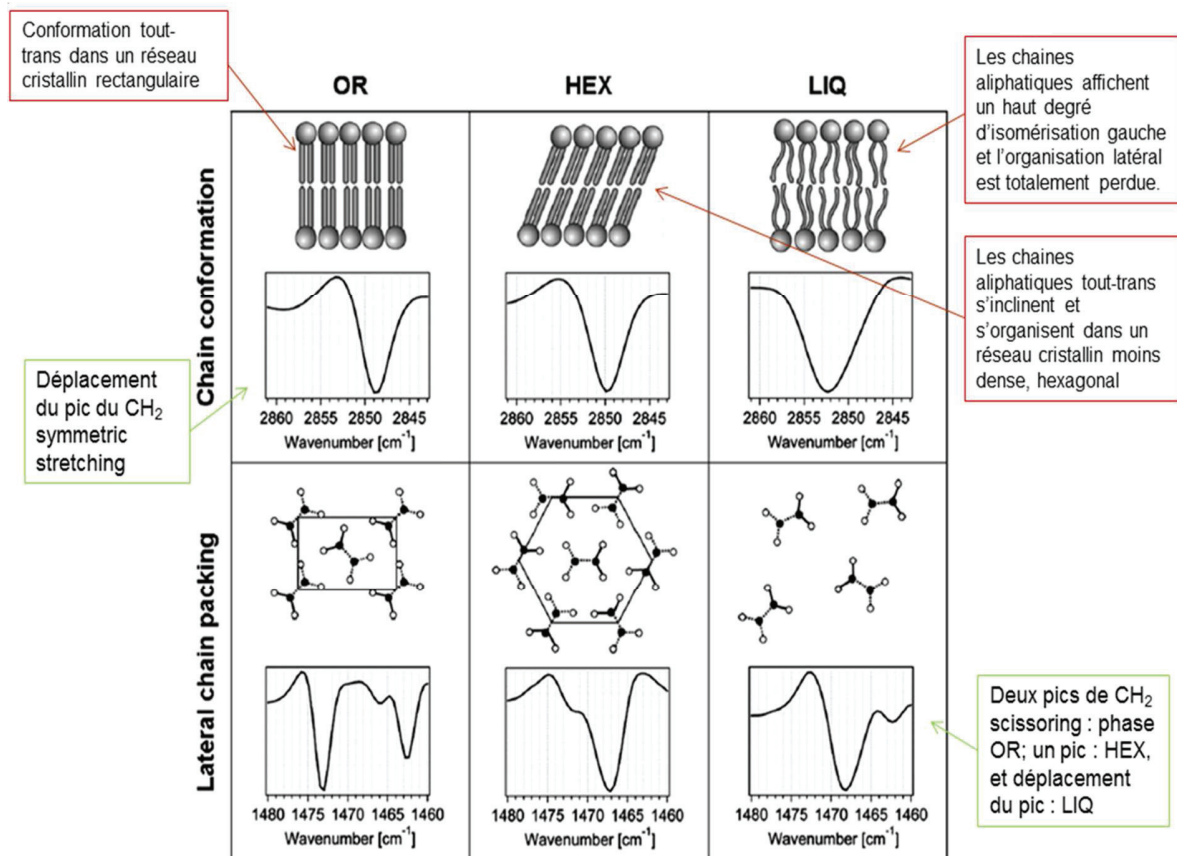 Conformation tout-
trans dans un réseau
cristallin rectangulaire
OR
HEX
LIQ
Les chaines
aliphatiques affichent
un haut degré
d'isomérisation gauche
et l'organisation latéral
est totalement perdue.
Chain conformation
2860 2855 2850 2845
Wavenumber [cm⁻¹]
2860 2855 2850 2845
Wavenumber [cm⁻¹]
2860 2855 2850 2845
Wavenumber [cm⁻¹]
Les chaines
aliphatiques tout-trans
s'inclinent et
s'organisent dans un
réseau cristallin moins
dense, hexagonal
Déplacement
du pic du CH₂
symmetric
stretching
Lateral chain packing
1480 1475 1470 1465 1460
Wavenumber [cm⁻¹]
1480 1475 1470 1465 1460
Wavenumber [cm⁻¹]
1480 1475 1470 1465 1460
Wavenumber [cm⁻¹]
Deux pics de CH₂
scissoring : phase
OR; un pic : HEX,
et déplacement
du pic : LIQ